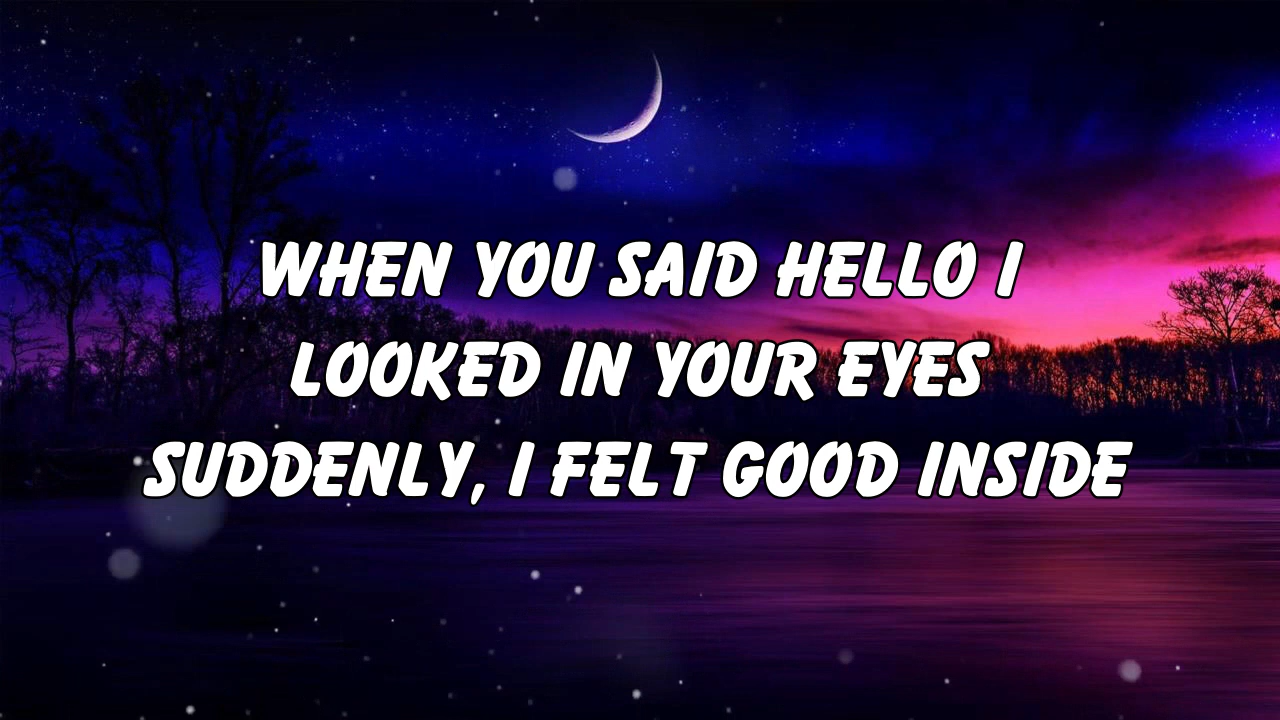 WHEN YOU SAID HELLO I
LOOKED IN YOUR EYES
SUDDENLY, I FELT GOOD INSIDE